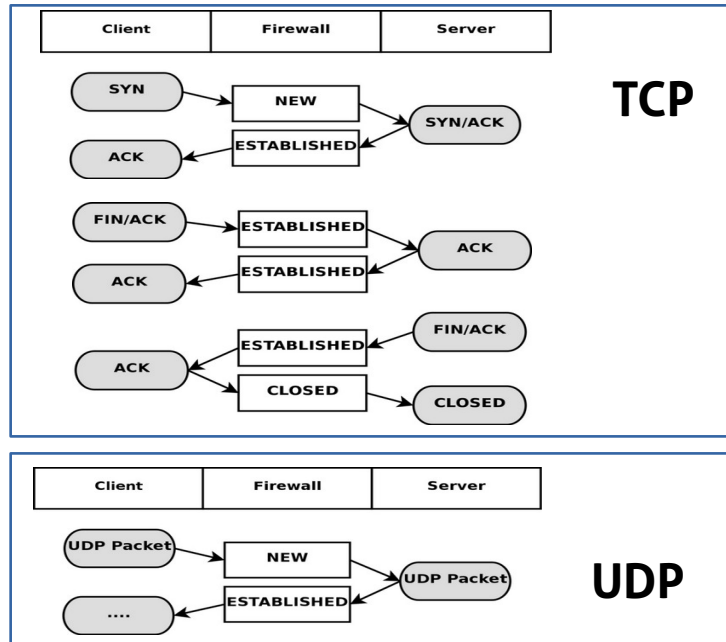 Client Firewall Server
TCP
SYN
NEW
SYN/ACK
ESTABLISHED
ACK
FIN/ACK
ESTABLISHED
ACK
ESTABLISHED
ACK
FIN/ACK
ESTABLISHED
ACK
CLOSED
CLOSED
Client Firewall Server
UDP Packet
NEW
UDP Packet
UDP
ESTABLISHED
....